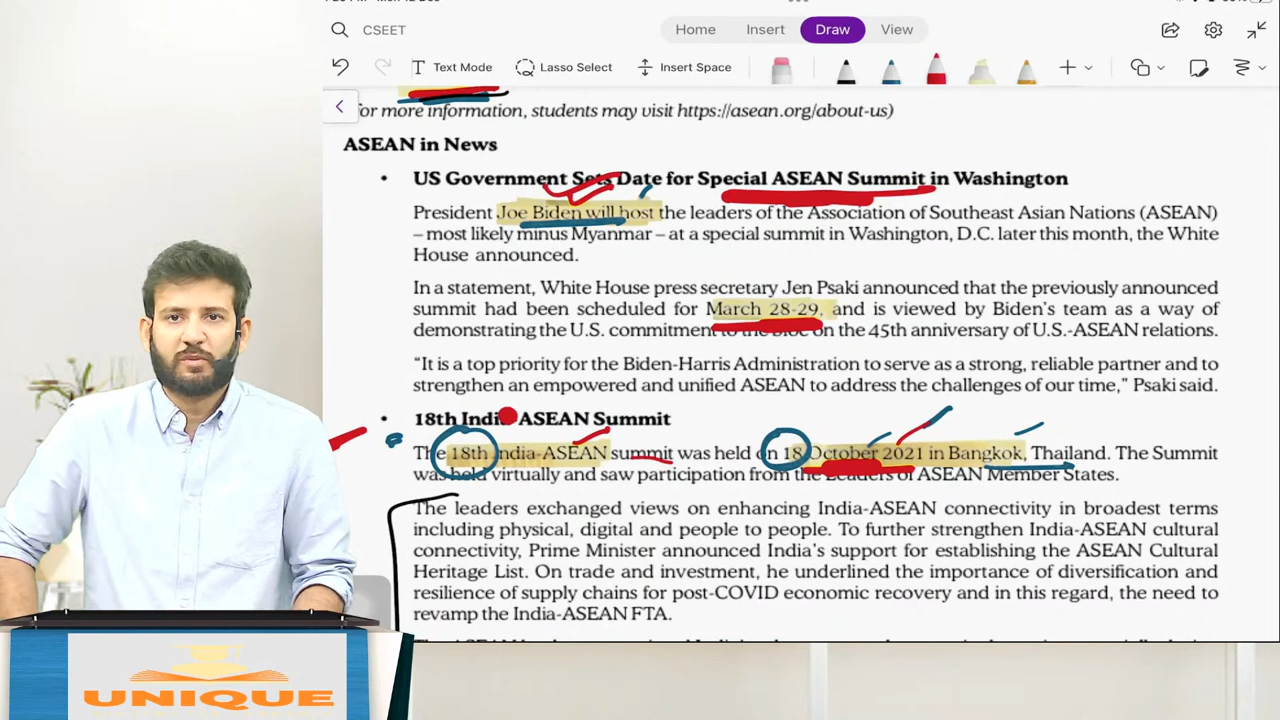 CSEET
Home Insert Draw View
Text Mode Lasso Select Insert Space
for more information, students may visit https://asean.org/about-us)
ASEAN in News
• US Government Sets Date for Special ASEAN Summit in Washington
President Joe Biden will host the leaders of the Association of Southeast Asian Nations (ASEAN)
– most likely minus Myanmar – at a special summit in Washington, D.C. later this month, the White
House announced.
In a statement, White House press secretary Jen Psaki announced that the previously announced
summit had been scheduled for March 28-29, and is viewed by Biden's team as a way of
demonstrating the U.S. commitment to the bloc on the 45th anniversary of U.S.-ASEAN relations.
“It is a top priority for the Biden-Harris Administration to serve as a strong, reliable partner and to
strengthen an empowered and unified ASEAN to address the challenges of our time,” Psaki said.
• 18th India ASEAN Summit
The 18th India-ASEAN summit was held on 18 October 2021 in Bangkok, Thailand. The Summit
was held virtually and saw participation from the Leaders of ASEAN Member States.
The leaders exchanged views on enhancing India-ASEAN connectivity in broadest terms
including physical, digital and people to people. To further strengthen India-ASEAN cultural
connectivity, Prime Minister announced India's support for establishing the ASEAN Cultural
Heritage List. On trade and investment, he underlined the importance of diversification and
resilience of supply chains for post-COVID economic recovery and in this regard, the need to
revamp the India-ASEAN FTA.
UNIQUE